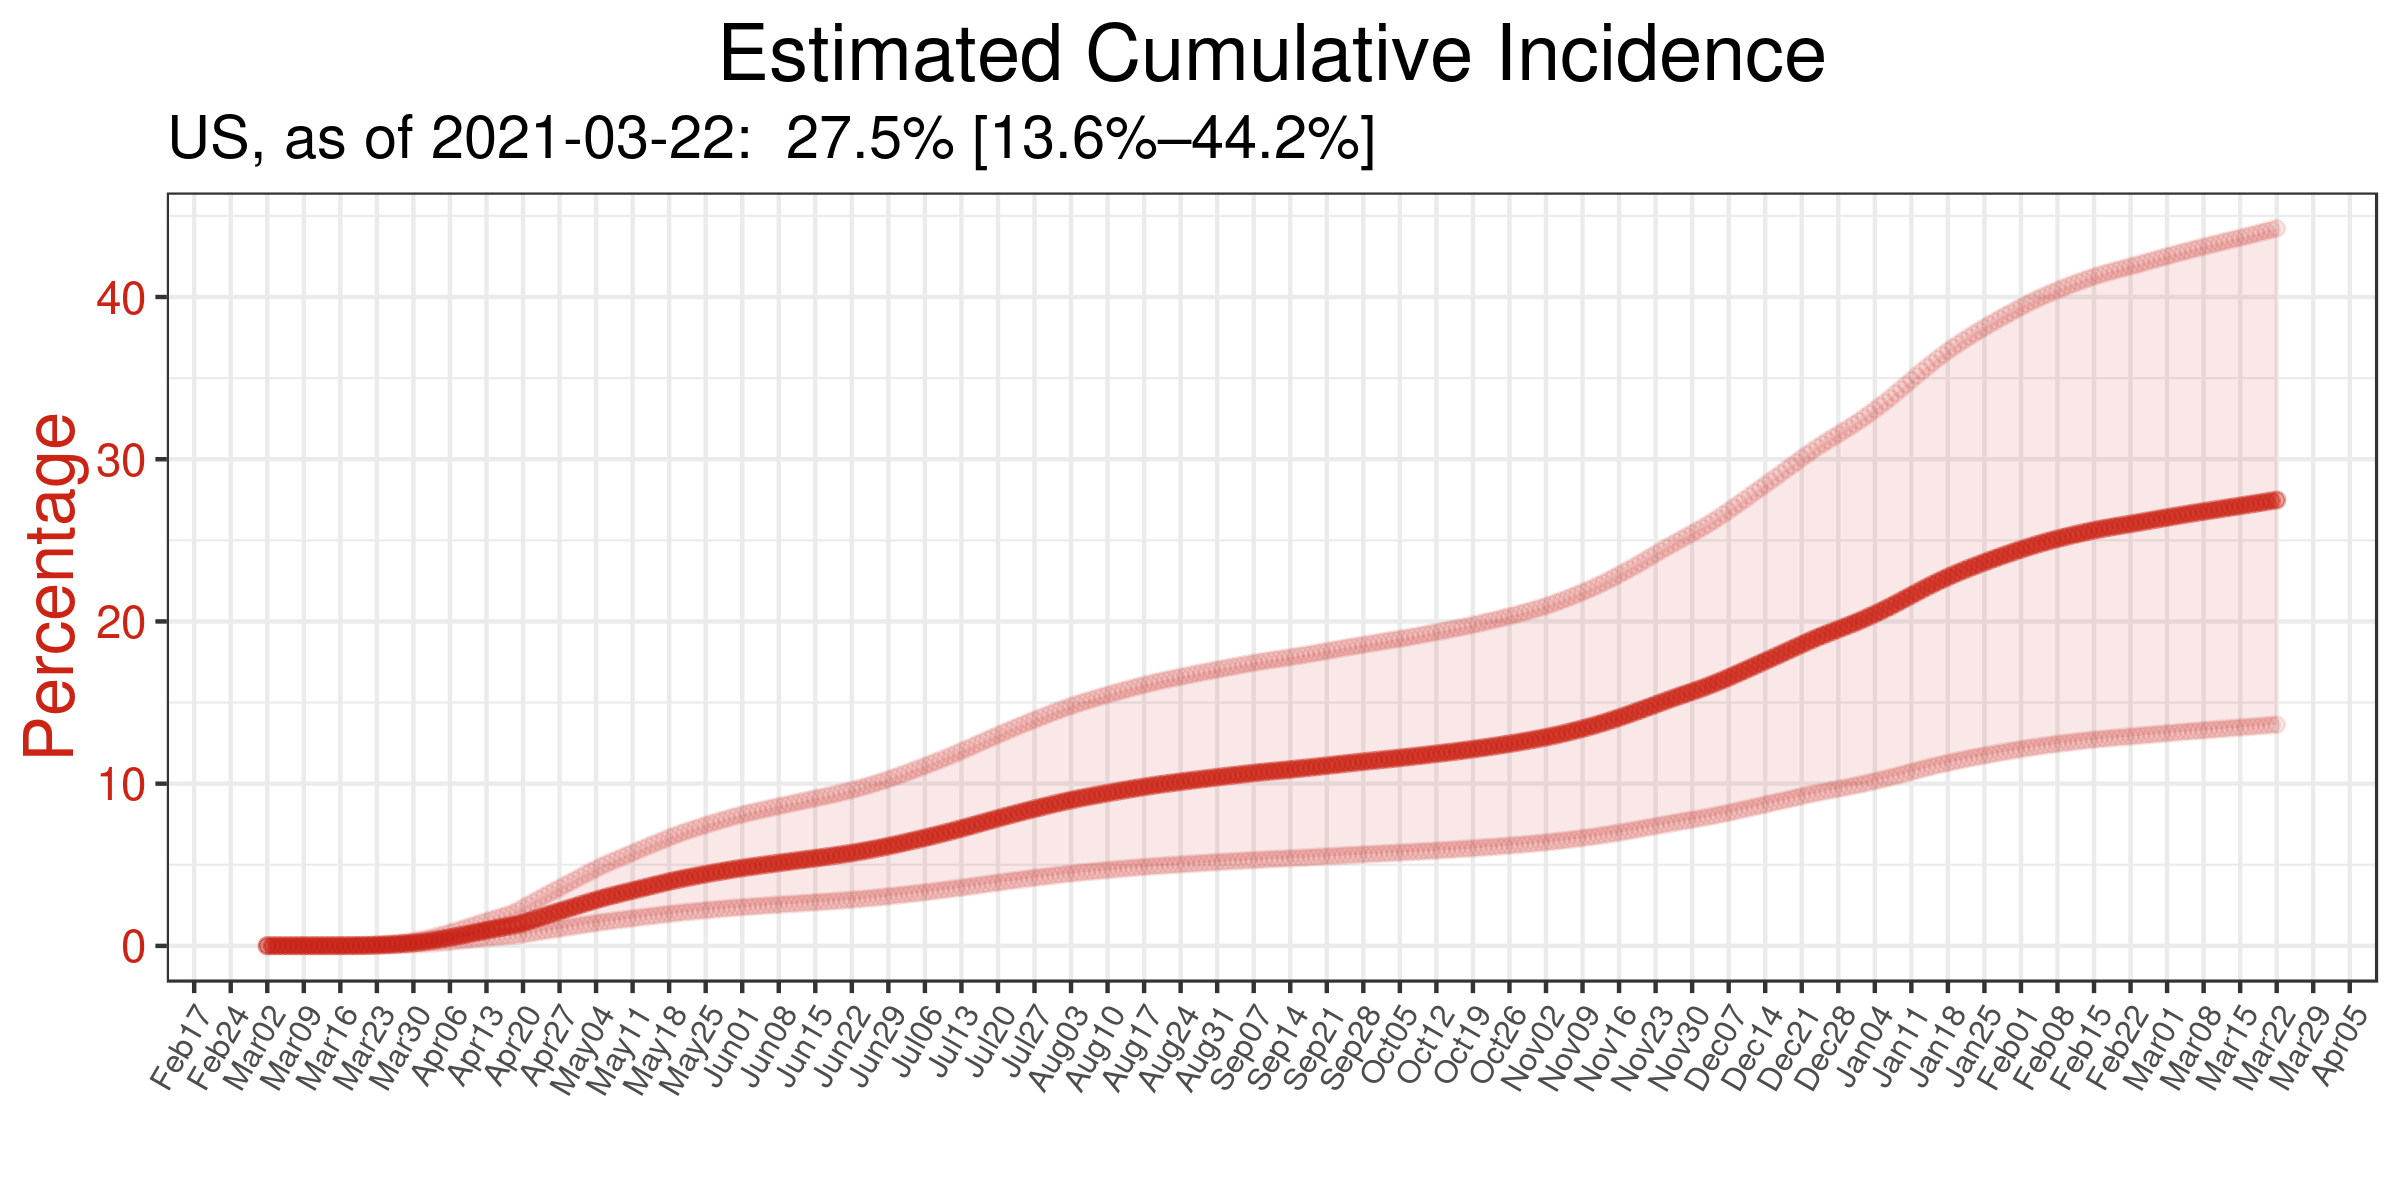 Estimated Cumulative Incidence
US, as of 2021-03-22:  27.5% [13.6%–44.2%]
Percentage
40
30
20
10
0
Feb17
Feb24
Mar02
Mar09
Mar16
Mar23
Mar30
Apr06
Apr13
Apr20
Apr27
May04
May11
May18
May25
Jun01
Jun08
Jun15
Jun22
Jun29
Jul06
Jul13
Jul20
Jul27
Aug03
Aug10
Aug17
Aug24
Aug31
Sep07
Sep14
Sep21
Sep28
Oct05
Oct12
Oct19
Oct26
Nov02
Nov09
Nov16
Nov23
Nov30
Dec07
Dec14
Dec21
Dec28
Jan04
Jan11
Jan18
Jan25
Feb01
Feb08
Feb15
Feb22
Mar01
Mar08
Mar15
Mar22
Mar29
Apr05